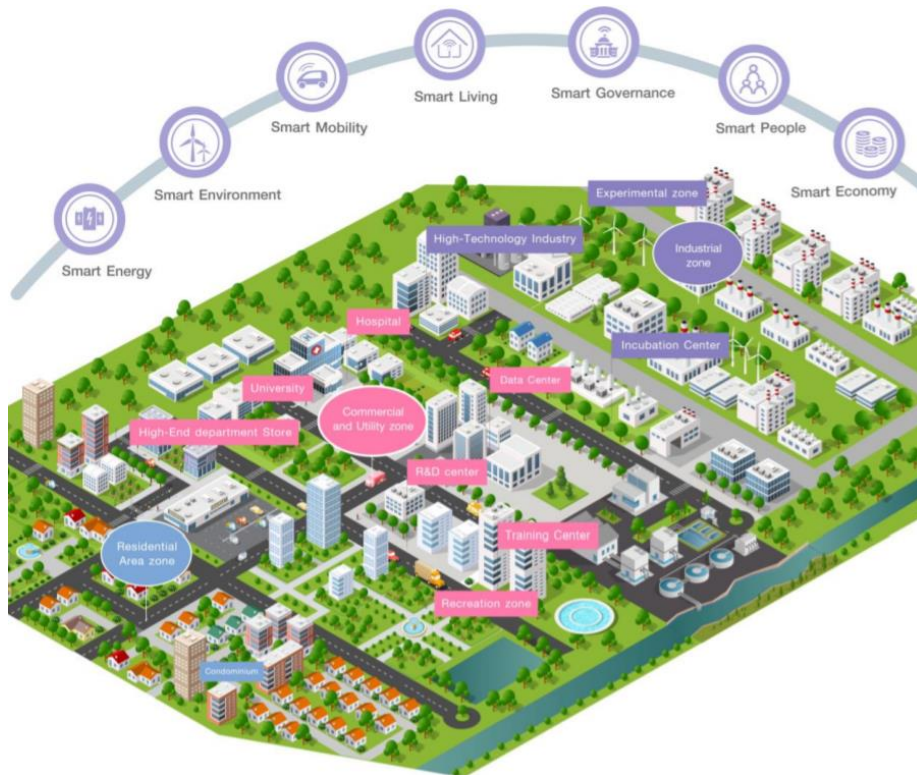 Smart Living
Smart Governance
Smart Mobility
Smart People
Smart Environment
Smart Economy
Smart Energy
Experimental zone
High-Technology Industry
Industrial
zone
Hospital
Incubation Center
University
Data Center
Commercial
and Utility zone
High-End department Store
R&D center
Training Center
Residential
Area zone
Recreation zone
Condominium